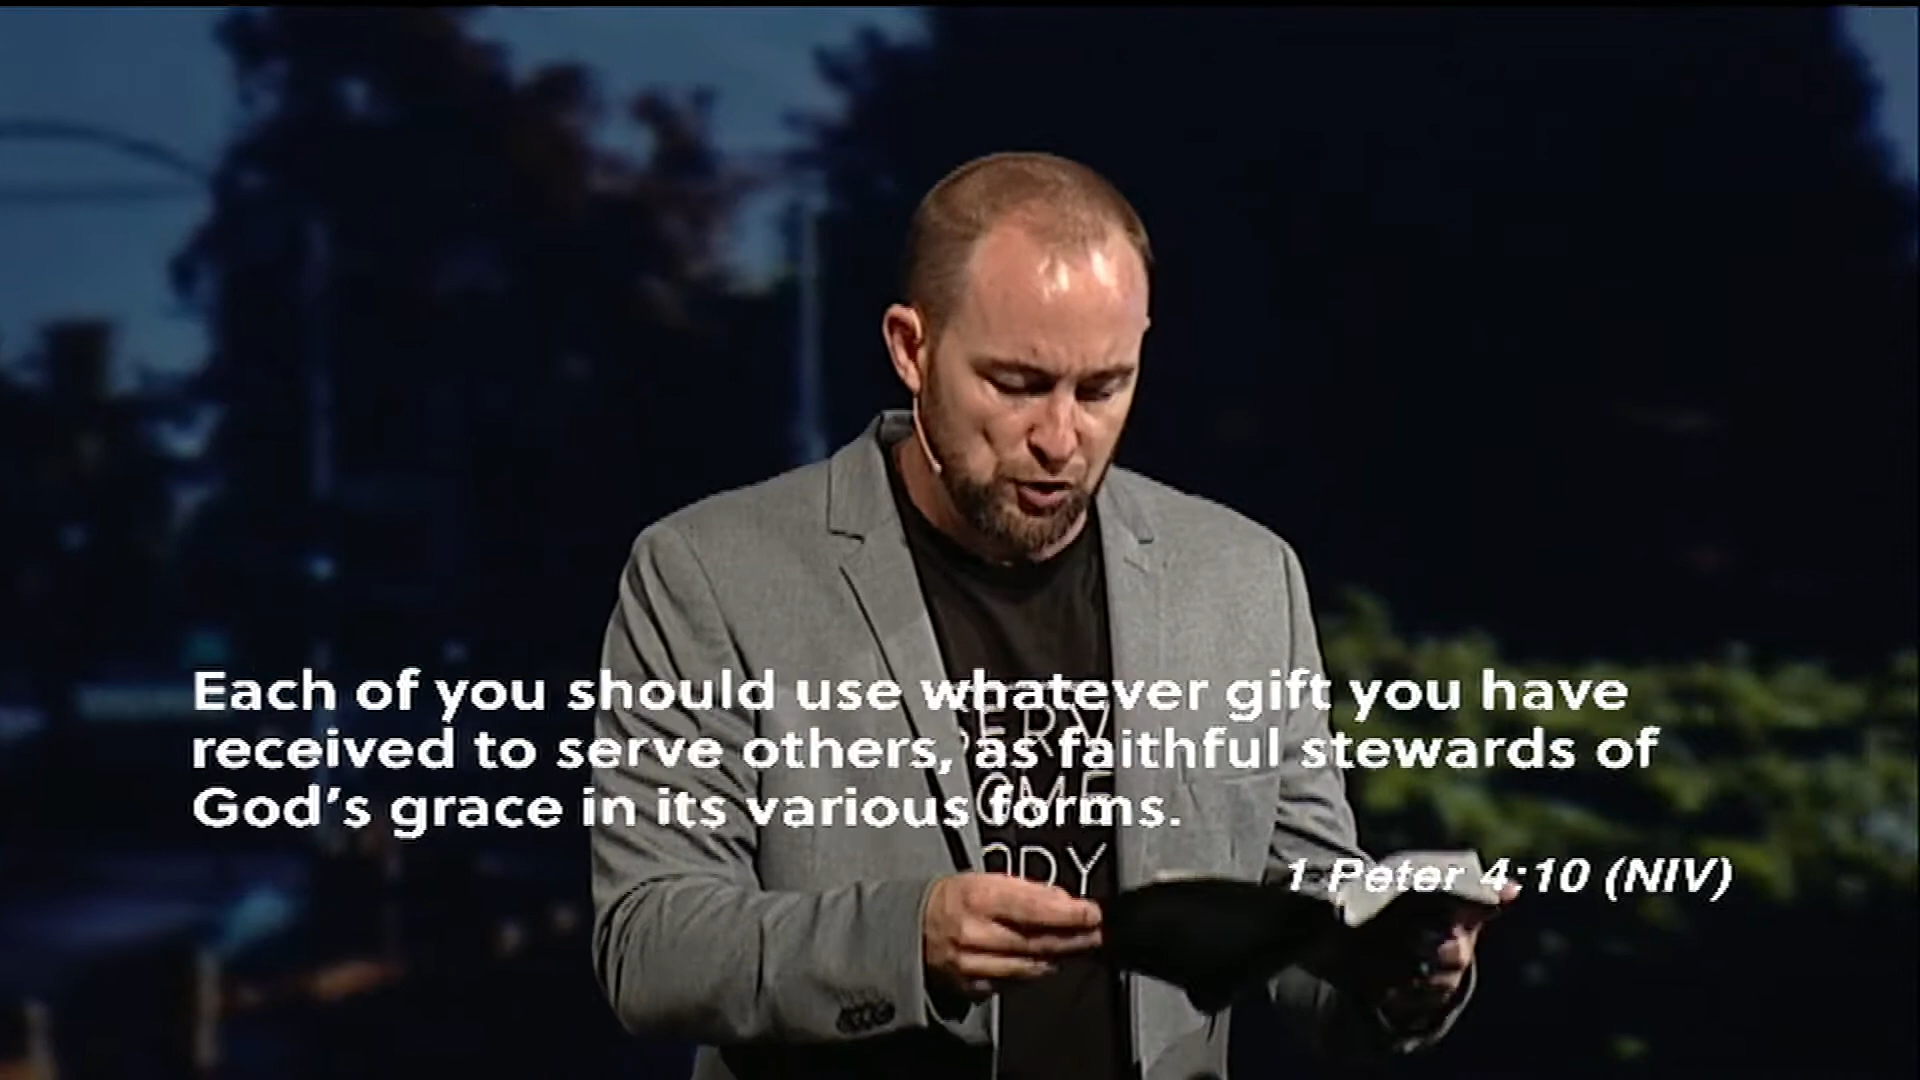 Each of you should use whatever gift you have
received to serve others, as faithful stewards of
God's grace in its various forms.
1 Peter 4:10 (NIV)